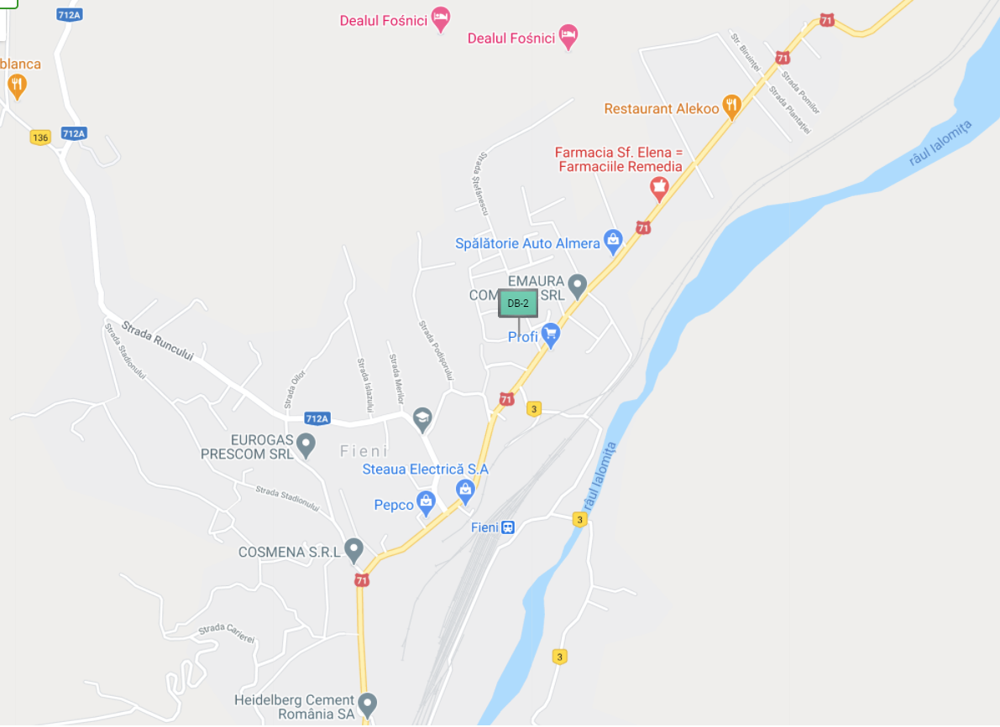 712A
Dealul Fośnici
Dealul Fośnici
71
71
Str. Biruinței
Strada Pomilor
Strada Plantației
blanca
Restaurant Alekoo
136
712A
râul Ialomița
Farmacia Sf. Elena =
Farmaciile Remedia
Strada Ștefănescu
71
Spălătorie Auto Almera
EMAURA
COM
SRL
DB-2
Profi
Strada Runcului
Strada Stadionului
Strada Podișorului
Strada Oilor
Strada Islazului
Strada Merilor
71
3
712A
EUROGAS
PRESCOM SRL
Fieni
Steaua Electrică S.A
râul Ialomița
Strada Stadionului
Pepco
Fieni
3
COSMENA S.R.L
71
Strada Carierei
3
Heidelberg Cement
România SA